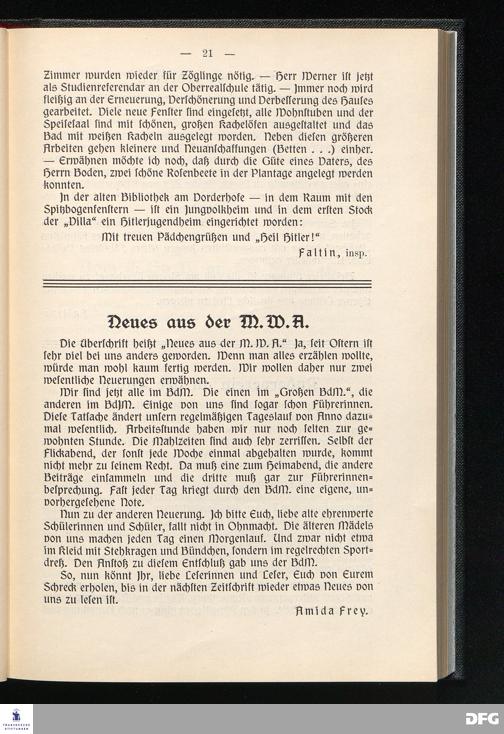 — 21 —
Zimmer wurden wieder für Zöglinge nötig. — Herr Werner ist jetzt
als Studienreferendar an der Oberrealschule tätig. — Immer noch wird
fleißig an der Erneuerung, Verschönerung und Verbesserung des Hauses
gearbeitet. Viele neue Fenster sind eingesetzt, alle Wohnstuben und der
Speisesaal sind mit schönen, großen Kachelöfen ausgestaltet und das
Bad mit weißen Kacheln ausgelegt worden. Neben diesen größeren
Arbeiten gehen kleinere und Neuanschaffungen (Betten . . .) einher.
— Erwähnen möchte ich noch, daß durch die Güte eines Vaters, des
Herrn Boden, zwei schöne Rosenbeete in der Plantage angelegt werden
konnten.
In der alten Bibliothek am Vorderhofe — in dem Raum mit den
Spitzbogenfenstern — ist ein Jungvolkheim und in dem ersten Stock
der „Villa“ ein Hitlerjugendheim eingerichtet worden:
Mit treuen Pädchengrüßen und „Heil Hitler!“
Faltin, insp.
Neues aus der M.W.A.
Die Überschrift heißt „Neues aus der M. W. A.“ Ja, seit Ostern ist
sehr viel bei uns anders geworden. Wenn man alles erzählen wollte,
würde man wohl kaum fertig werden. Wir wollen daher nur zwei
wesentliche Neuerungen erwähnen.
Wir sind jetzt alle im BdM. Die einen im „Großen BdM.“, die
anderen im BdJM. Einige von uns sind sogar schon Führerinnen.
Diese Tatsache ändert unsern regelmäßigen Tageslauf von Anno dazu-
mal wesentlich. Arbeitsstunde haben wir nur noch selten zur ge-
wohnten Stunde. Die Mahlzeiten sind auch sehr zerrissen. Selbst der
Flickabend, der sonst jede Woche einmal abgehalten wurde, kommt
nicht mehr zu seinem Recht. Da muß eine zum Heimabend, die andere
Beiträge einsammeln und die dritte muß gar zur Führerinnen-
besprechung. Fast jeder Tag kriegt durch den BdM. eine eigene, un-
vorhergesehene Note.
Nun zu der anderen Neuerung. Ich bitte Euch, liebe alte ehrenwerte
Schülerinnen und Schüler, fallt nicht in Ohnmacht. Die älteren Mädels
von uns machen jeden Tag einen Morgenlauf. Und zwar nicht etwa
im Kleid mit Stehkragen und Bündchen, sondern im regelrechten Sport-
dreß. Den Anstoß zu diesem Entschluß gab uns der BdM.
So, nun könnt Ihr, liebe Leserinnen und Leser, Euch von Eurem
Schreck erholen, bis in der nächsten Zeitschrift wieder etwas Neues von
uns zu lesen ist.
Amida Frey.
FRANCKESCHE
STIFTUNGEN
DFG